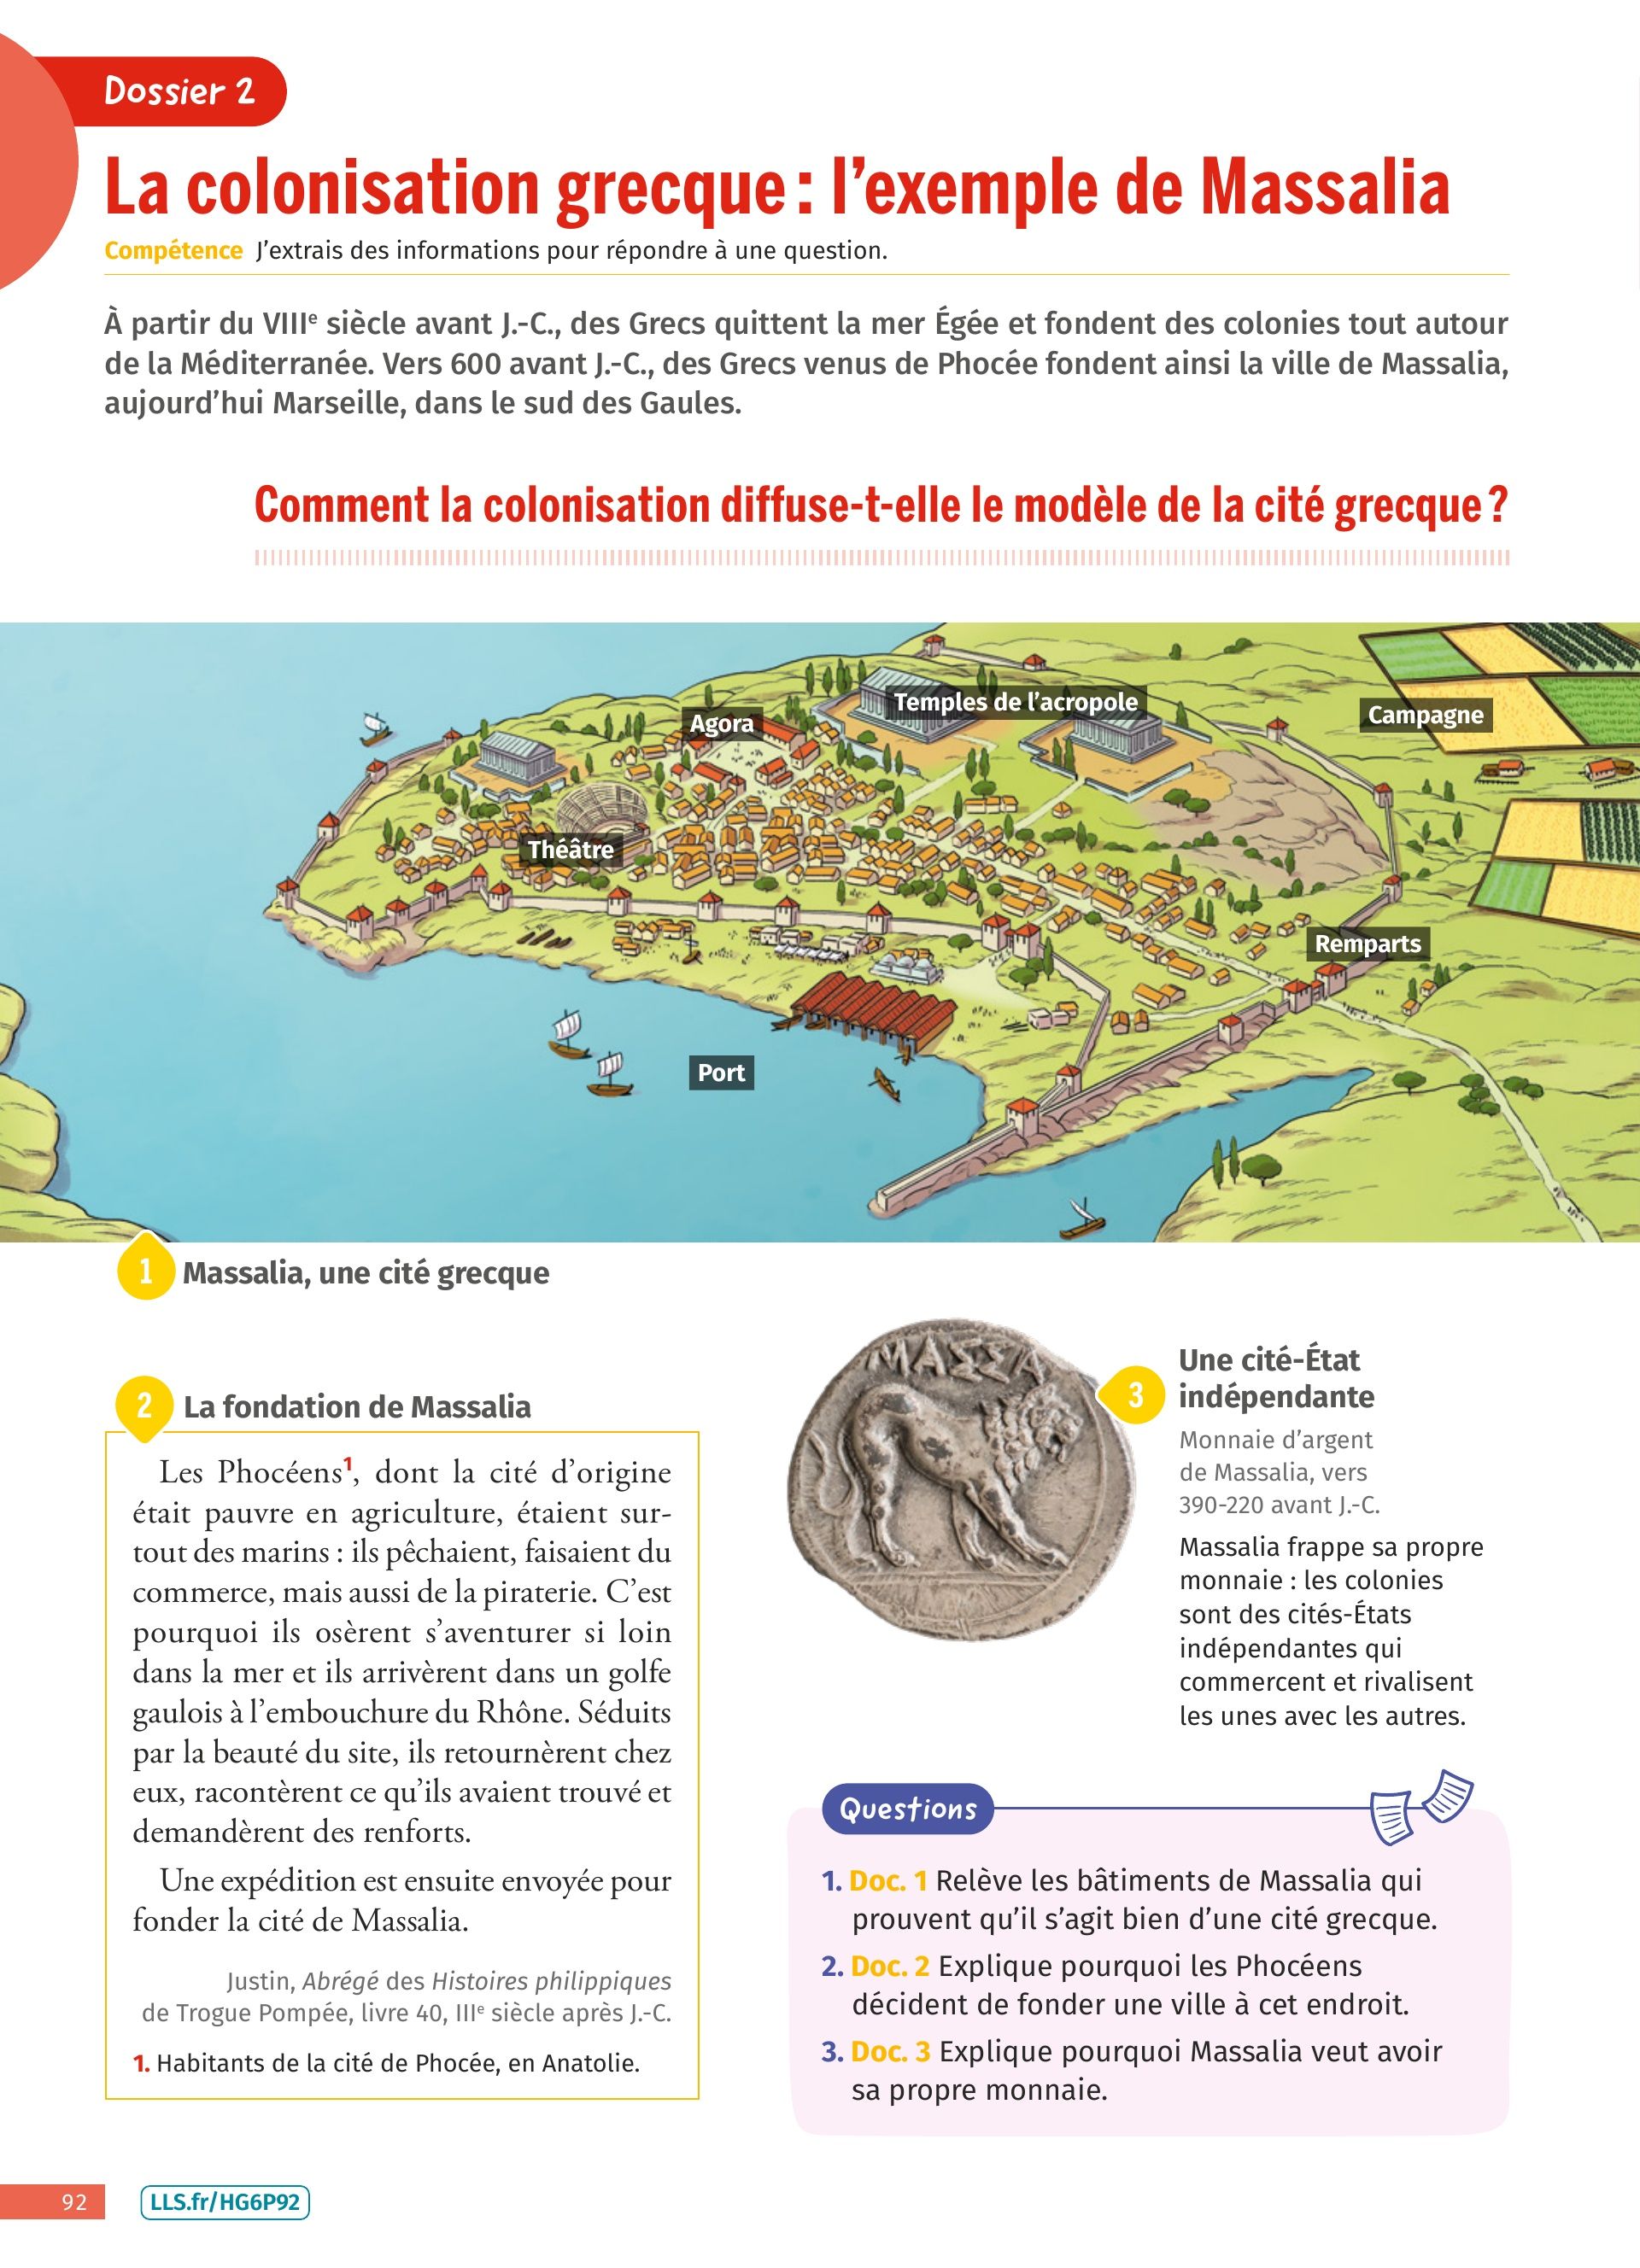 Dossier 2
La colonisation grecque : l'exemple de Massalia
Compétence J'extrais des informations pour répondre à une question.
À partir du VIIIe siècle avant J.-C., des Grecs quittent la mer Égée et fondent des colonies tout autour
de la Méditerranée. Vers 600 avant J.-C., des Grecs venus de Phocée fondent ainsi la ville de Massalia,
aujourd'hui Marseille, dans le sud des Gaules.
Comment la colonisation diffuse-t-elle le modèle de la cité grecque ?
Temples de l'acropole
Agora
Campagne
Théâtre
Remparts
Port
1 Massalia, une cité grecque
2 La fondation de Massalia
Les Phocéens1, dont la cité d'origine
était pauvre en agriculture, étaient sur-
tout des marins : ils pêchaient, faisaient du
commerce, mais aussi de la piraterie. C'est
pourquoi ils osèrent s'aventurer si loin
dans la mer et ils arrivèrent dans un golfe
gaulois à l'embouchure du Rhône. Séduits
par la beauté du site, ils retournèrent chez
eux, racontèrent ce qu'ils avaient trouvé et
demandèrent des renforts.
Une expédition est ensuite envoyée pour
fonder la cité de Massalia.
Justin, Abrégé des Histoires philippiques
de Trogue Pompée, livre 40, IIIe siècle après J.-C.
1. Habitants de la cité de Phocée, en Anatolie.
ΜΑΣΣΑ
3 Une cité-État
indépendante
Monnaie d'argent
de Massalia, vers
390-220 avant J.-C.
Massalia frappe sa propre
monnaie : les colonies
sont des cités-États
indépendantes qui
commercent et rivalisent
les unes avec les autres.
Questions
1. Doc. 1 Relève les bâtiments de Massalia qui
prouvent qu'il s'agit bien d'une cité grecque.
2. Doc. 2 Explique pourquoi les Phocéens
décident de fonder une ville à cet endroit.
3. Doc. 3 Explique pourquoi Massalia veut avoir
sa propre monnaie.
92
LLS.fr/HG6P92